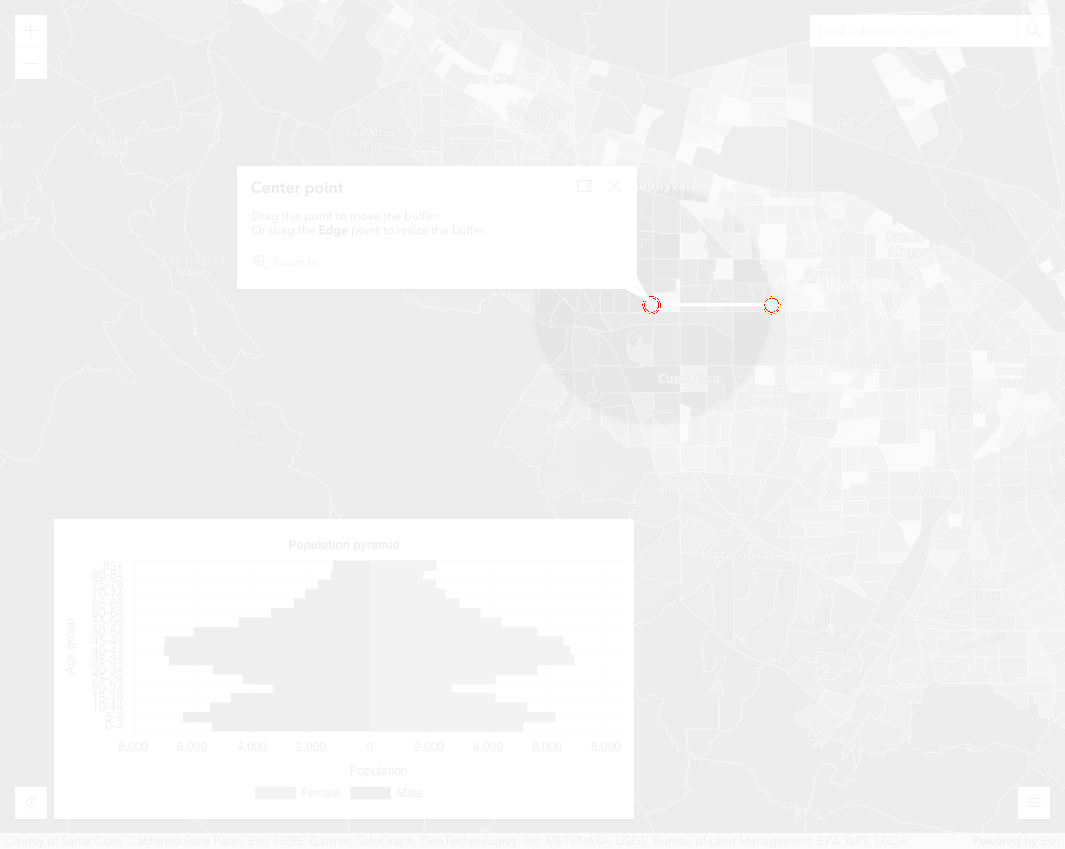 Find address or place
Mountain
View
Los Altos
Hills
Los Altos
Portola
Valley
Sunnyvale
Center point
Drag this point to move the buffer.
Or drag the Edge point to resize the buffer.
Zoom to
Los Trancos
Woods
Santa
Clara
Cupertino
Campbell
Saratoga
Los Gatos
Population pyramid
Age group
85+
80-84
75-79
70-74
65-69
60-64
55-59
50-54
45-49
40-44
35-39
30-34
25-29
20-24
15-19
10-14
5-9
0-4
8,000 6,000 4,000 2,000 0 2,000 4,000 6,000 8,000
Population
Female Male
County of Santa Clara, California State Parks, Esri, HERE, Garmin, SafeGraph, GeoTechnologies, Inc, METI/NASA, USGS, Bureau of Land Management, EPA, NPS, USDA
Powered by Esri